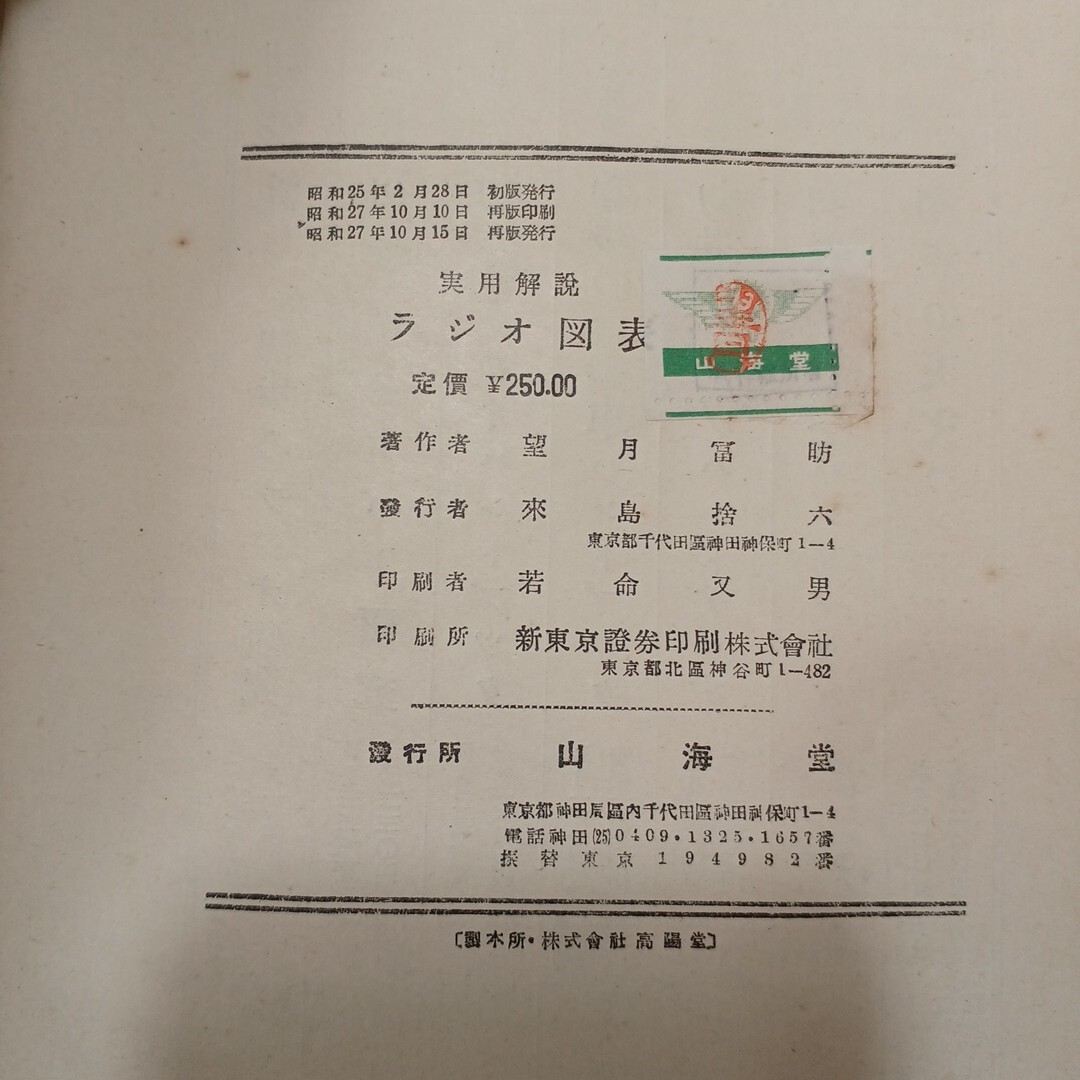 昭和25年2月28日 初版発行
昭和27年10月10日 再版印刷
昭和27年10月15日 再版発行
実用解說
ラジオ図表
定價 ¥250.00
山海堂
著作者 望月冨昉
發行者 來島捨六
東京都千代田區神田神保町1-4
印刷者 若命又男
印刷所 新東京證券印刷株式會社
東京都北區神谷町1-482
發行所 山海堂
東京都神田局區內千代田區神田神保町1-4
電話神田(25)0409・1325・1657番
振替東京194982番
〔製本所・株式會社高陽堂〕